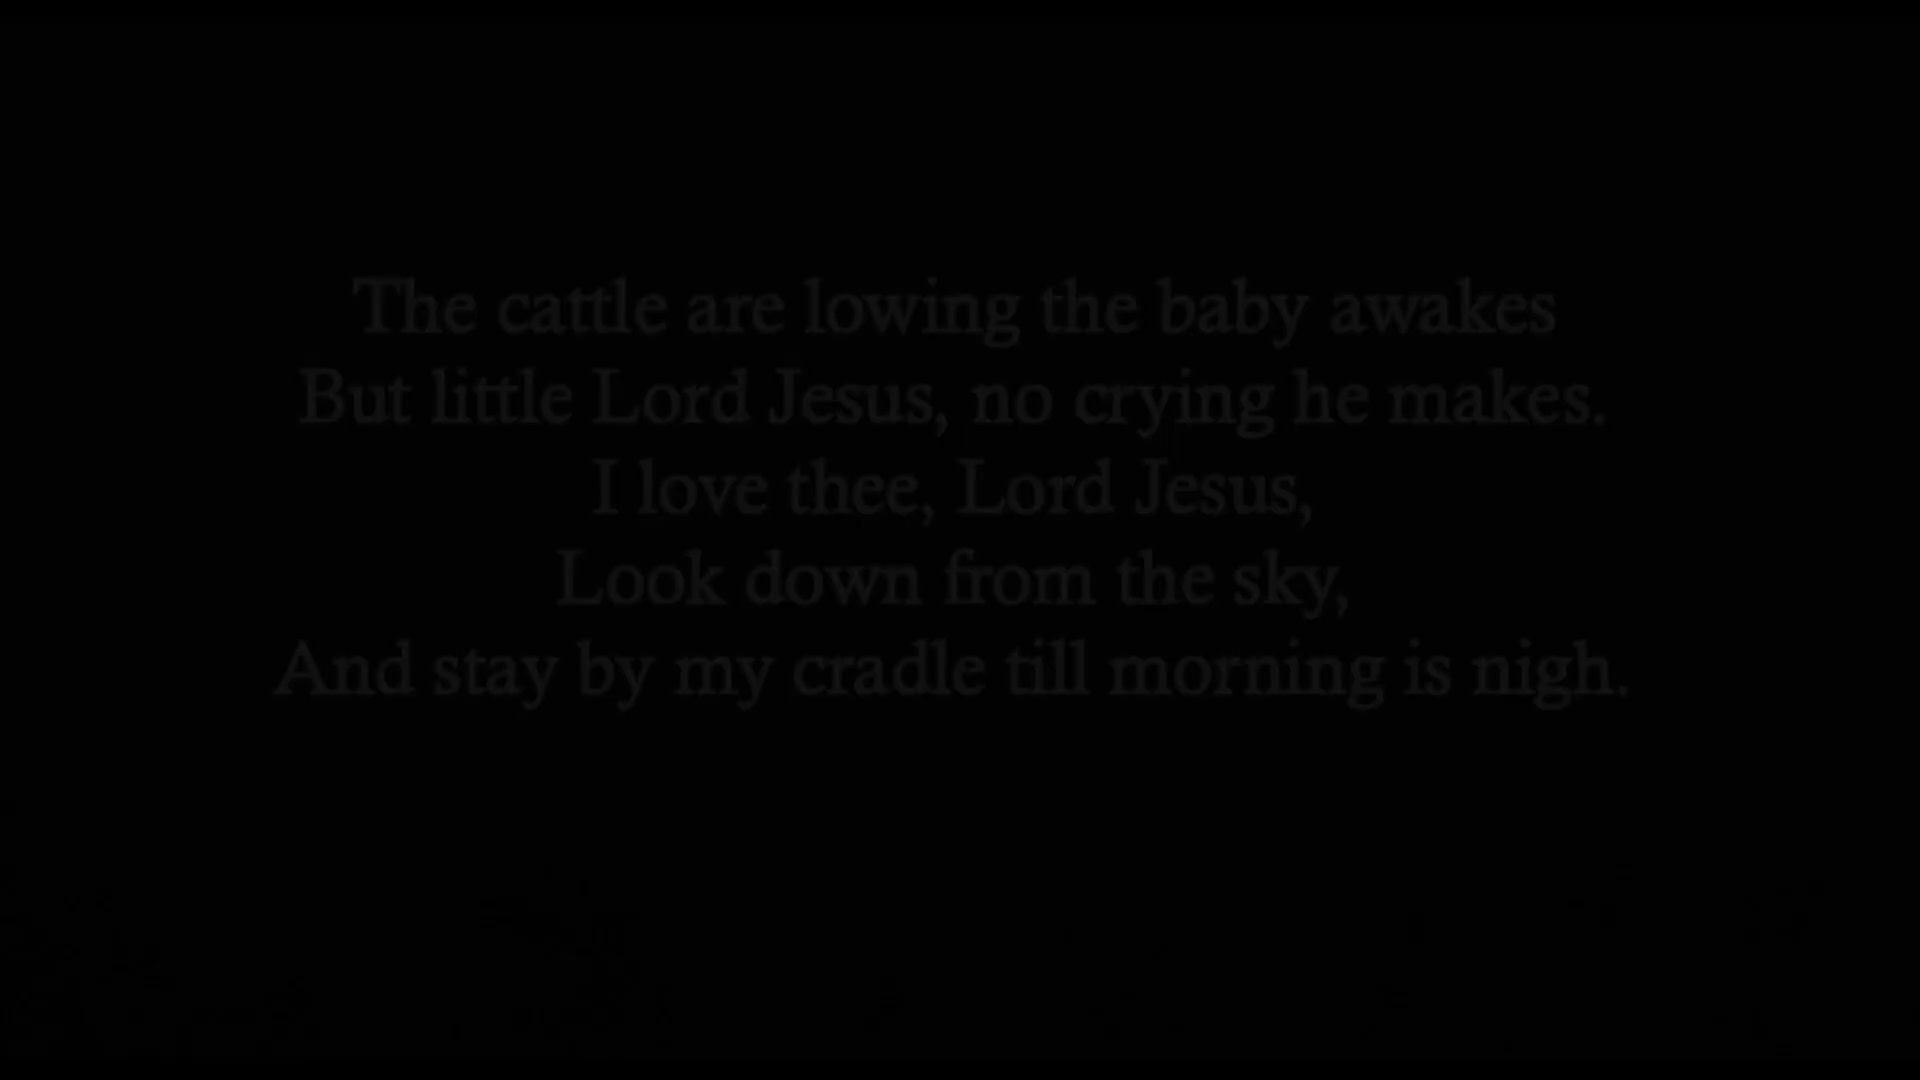 The cattle are lowing the baby awakes
But little Lord Jesus, no crying he makes.
I love thee, Lord Jesus,
Look down from the sky,
And stay by my cradle till morning is nigh.